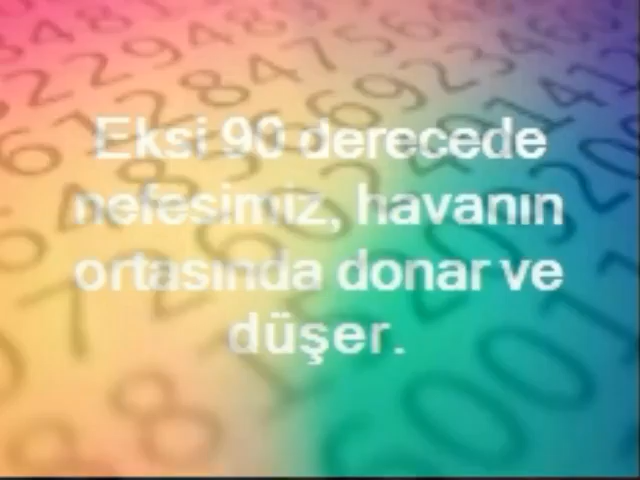 Eksi 90 derecede
nefesimiz, havanın
ortasında donar ve
düşer.